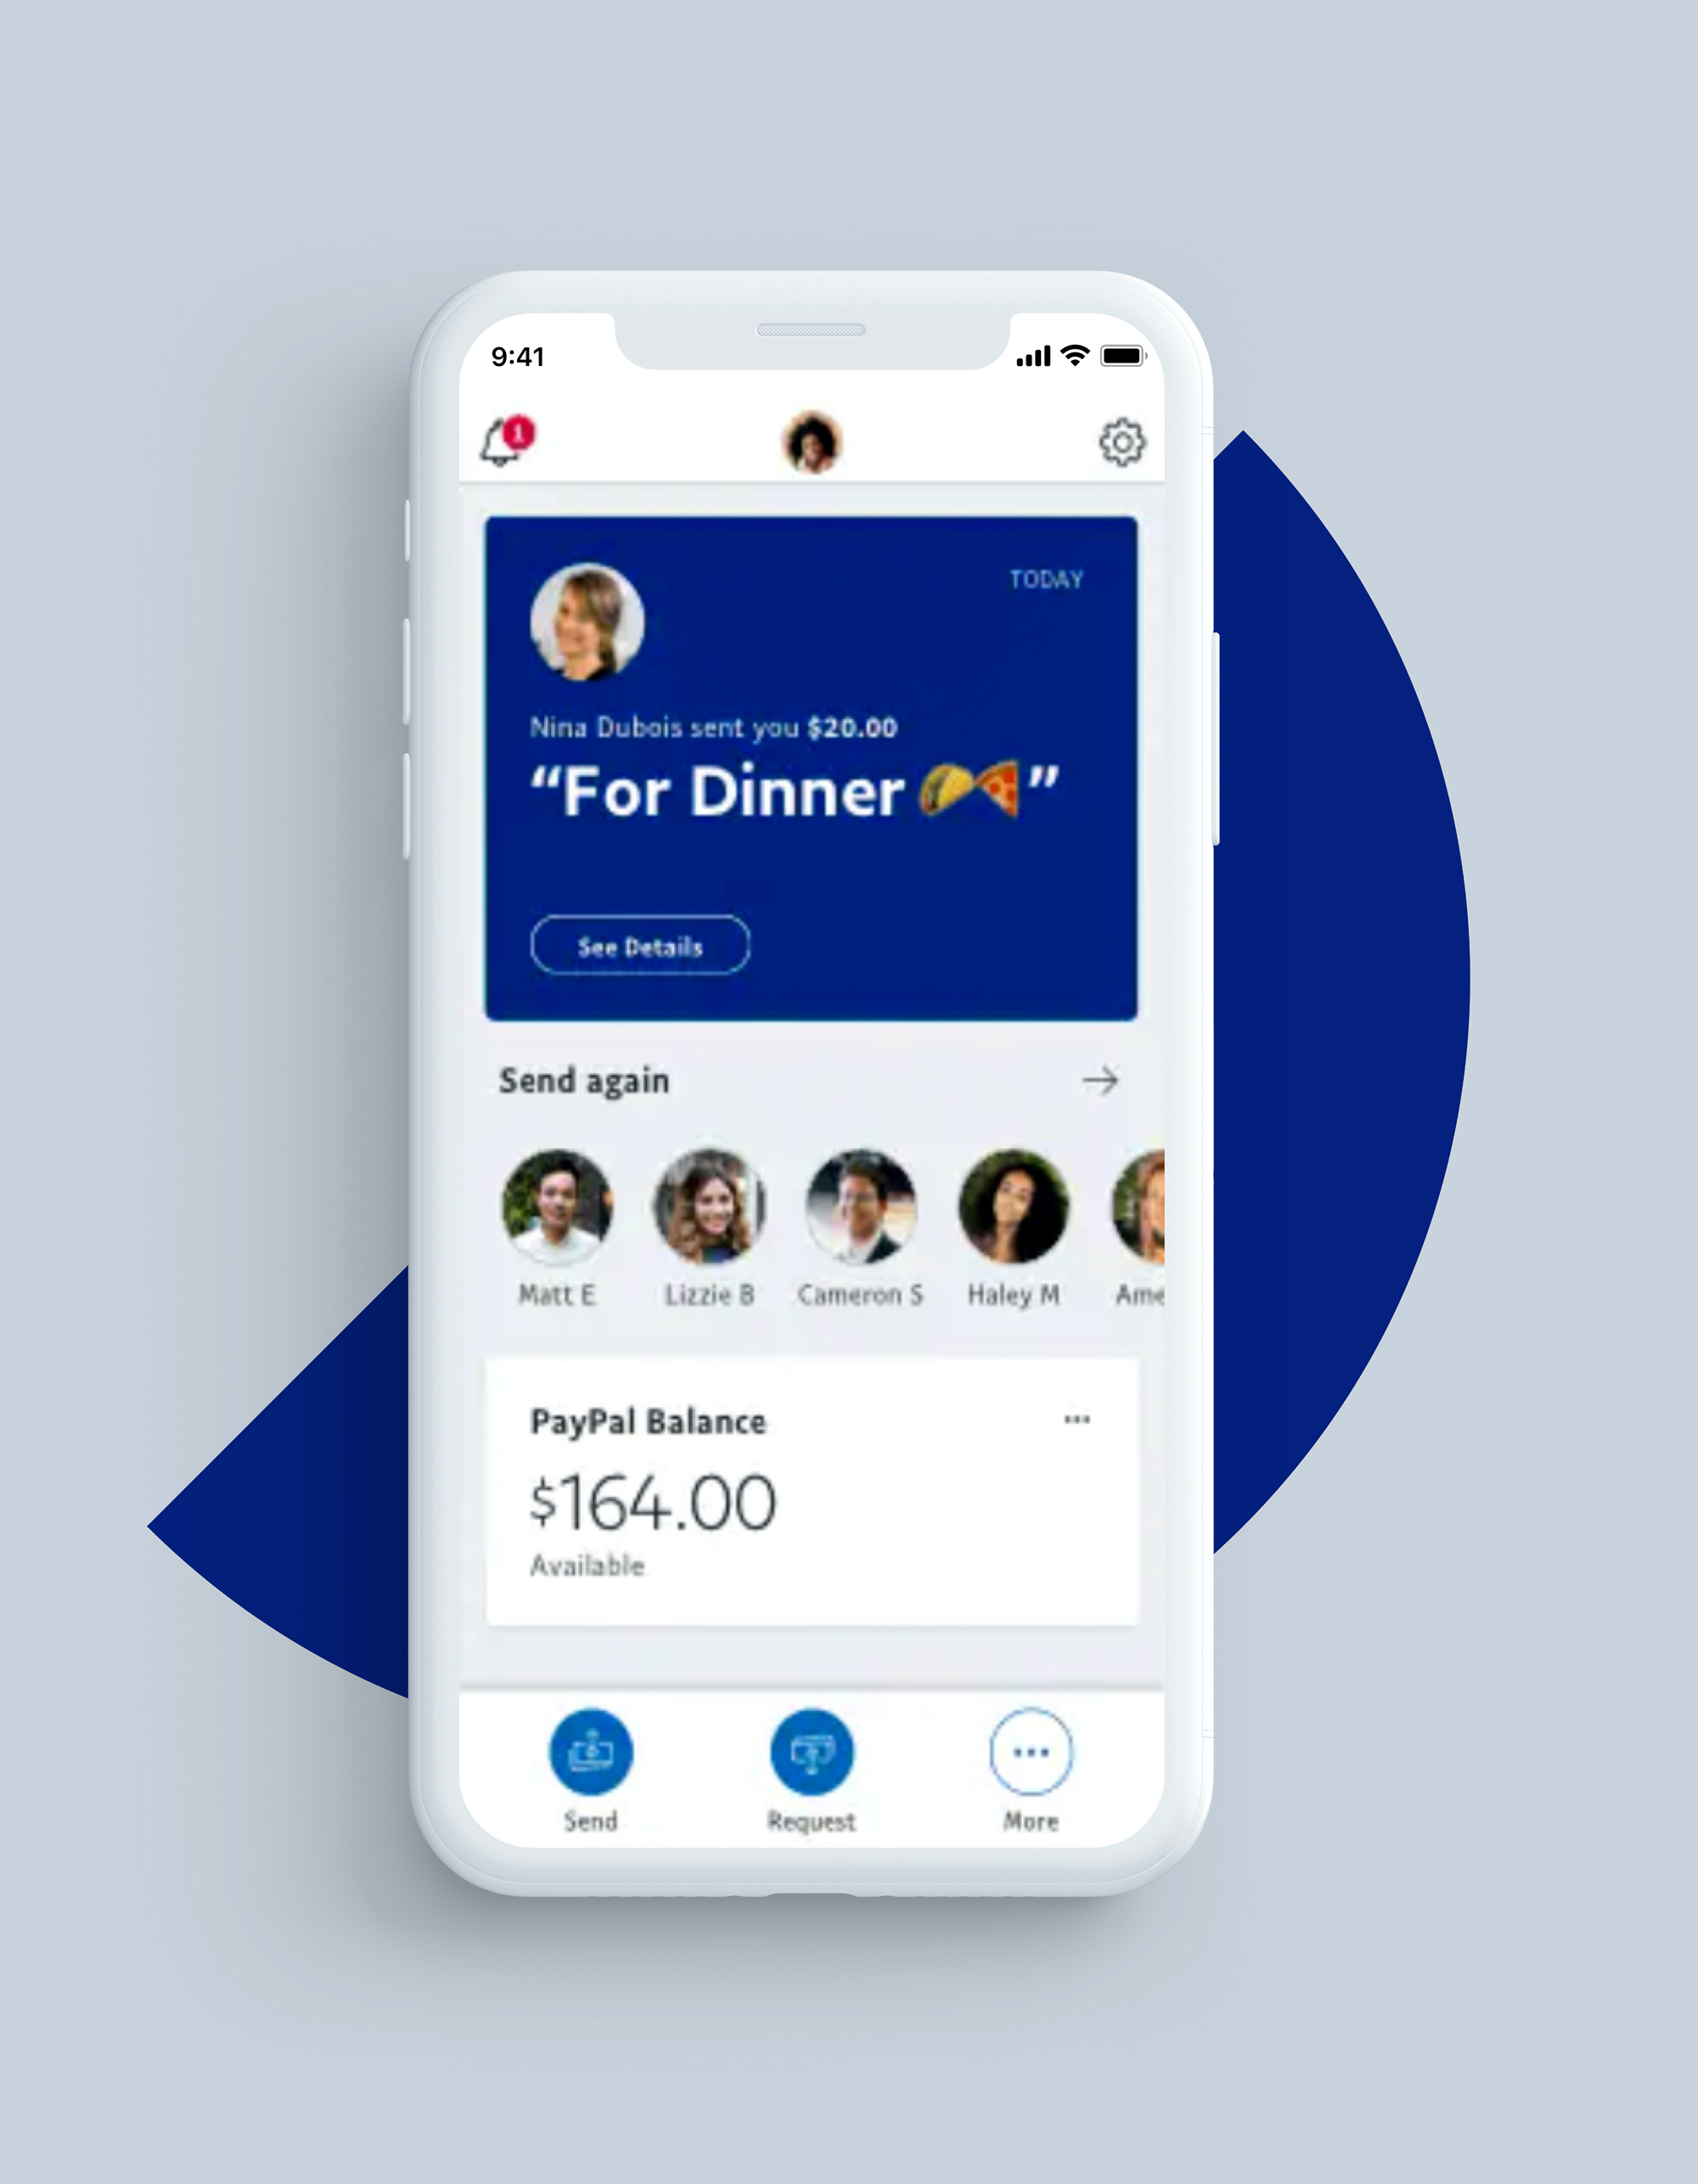 9:41
1
TODAY
Nina Dubois sent you $20.00
“For Dinner 🌮🍕”
See Details
Send again
Matt E
Lizzie B
Cameron S
Haley M
Ame
PayPal Balance
$164.00
Available
Send
Request
More